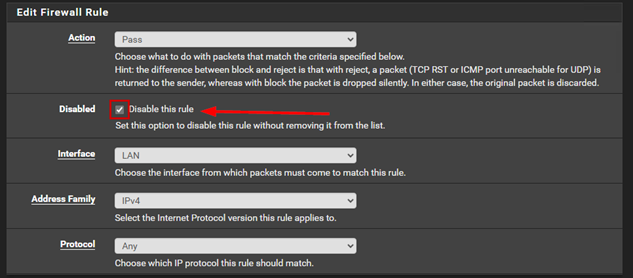 Edit Firewall Rule
Action
Pass
Choose what to do with packets that match the criteria specified below.
Hint: the difference between block and reject is that with reject, a packet (TCP RST or ICMP port unreachable for UDP) is
returned to the sender, whereas with block the packet is dropped silently. In either case, the original packet is discarded.
Disabled
Disable this rule
Set this option to disable this rule without removing it from the list.
Interface
LAN
Choose the interface from which packets must come to match this rule.
Address Family
IPv4
Select the Internet Protocol version this rule applies to.
Protocol
Any
Choose which IP protocol this rule should match.